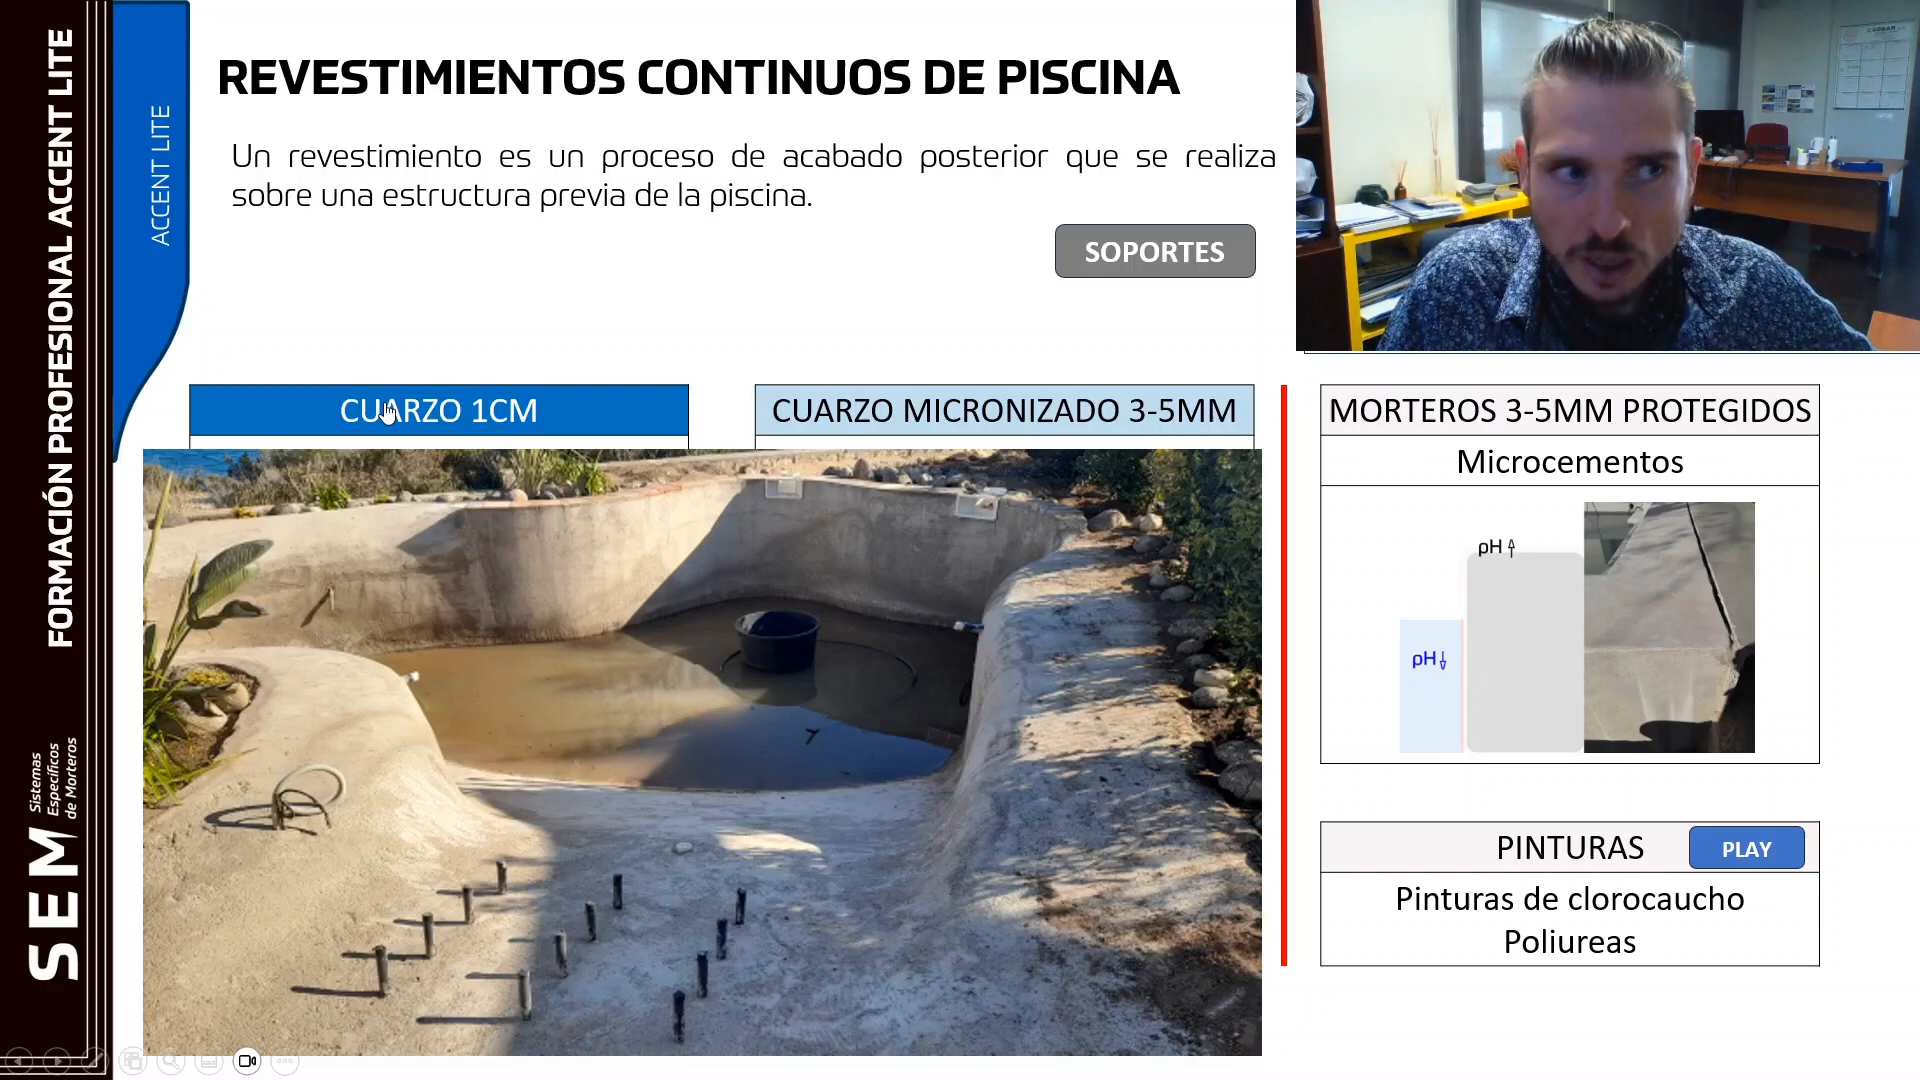 FORMACIÓN PROFESIONAL ACCENT LITE
SEM
Sistemas
Específicos
de Morteros
ACCENT LITE
REVESTIMIENTOS CONTINUOS DE PISCINA
Un revestimiento es un proceso de acabado posterior que se realiza
sobre una estructura previa de la piscina.
SOPORTES
CUARZO 1CM
CUARZO MICRONIZADO 3-5MM
MORTEROS 3-5MM PROTEGIDOS
Microcementos
pH
pH
PINTURAS
PLAY
Pinturas de clorocaucho
Poliureas